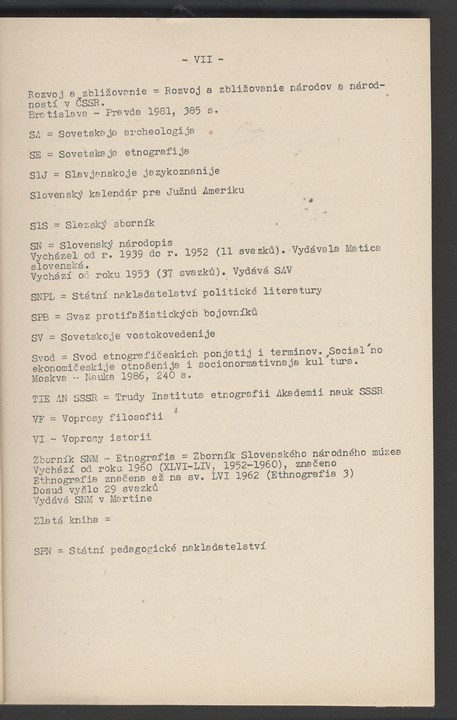 - VII -
Rozvoj a zbližovanie = Rozvoj a zbližovanie národov a národ-
ností v ČSSR.
Bratislava - Pravda 1981, 385 s.
SA = Sovetskaja archeologija
SE = Sovetskaja etnografija
SlJ = Slavjanskoje jazykoznanije
Slovenský kalendár pre Južnú Ameriku
SlS = Slezský sborník
SN = Slovenský národopis
Vycházel od r. 1939 do r. 1952 (11 svazků). Vydávala Matica
slovenská.
Vychází od roku 1953 (37 svazků). Vydává SAV
SNPL = Státní nakladatelství politické literatury
SPB = Svaz protifašistických bojovníků
SV = Sovetskoje vostokovedenije
Svod = Svod etnografičeskich ponjatij i terminov. Social´no
ekonomičeskije otnošenija i socionormativnaja kul tura.
Moskva - Nauka 1986, 240 s.
TIE AN SSSR = Trudy Instituta etnografii Akademii nauk SSSR
VF = Voprosy filosofii
VI - Voprosy istorii
Zborník SNM - Etnografia = Zborník Slovenského národného múzea
Vychází od roku 1960 (XLVI-LIV, 1952-1960), značeno
Ethnografia značena až na sv. LVI 1962 (Ethnografia 3)
Dosud vyšlo 29 svazků
Vydává SNM v Martine
Zlatá kniha =
SPN = Státní pedagogické nakladatelství